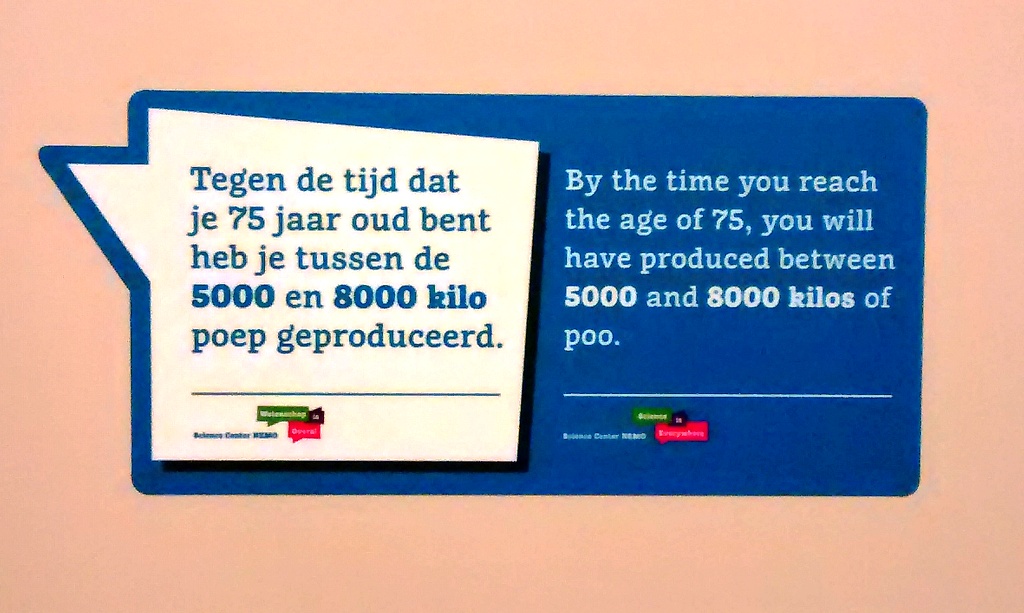 Tegen de tijd dat
je 75 jaar oud bent
heb je tussen de
5000 en 8000 kilo
poep geproduceerd.
Wetenschap is
Overal
Science Center NEMO
By the time you reach
the age of 75, you will
have produced between
5000 and 8000 kilos of
poo.
Science is
Everywhere
Science Center NEMO